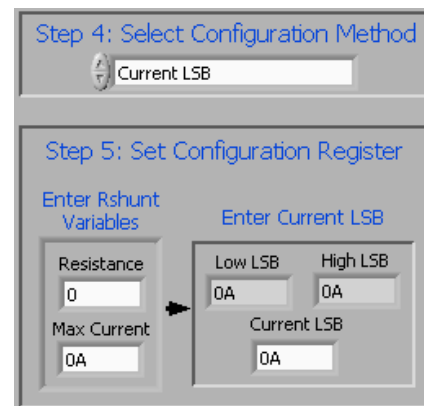 Step 4: Select Configuration Method
Current LSB
Step 5: Set Configuration Register
Enter Rshunt
Variables
Resistance
0
Max Current
0A
Enter Current LSB
Low LSB High LSB
0A 0A
Current LSB
0A